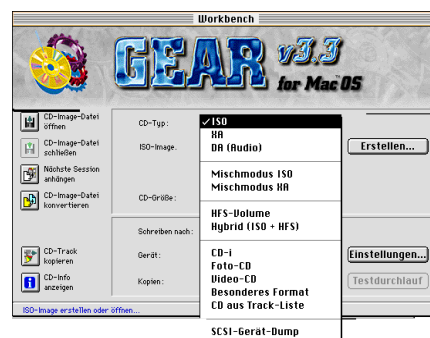 Workbench
GEAR v3.3
for Mac OS
CD-Image-Datei
öffnen
CD-Image-Datei
schließen
Nächste Session
anhängen
CD-Image-Datei
konvertieren
CD-Track
kopieren
CD-Info
anzeigen
CD-Typ:
ISO-Image.
CD-Größe:
Schreiben nach:
Gerät:
Kopien:
✓ISO
XA
DA (Audio)
Mischmodus ISO
Mischmodus XA
HFS-Volume
Hybrid (ISO + HFS)
CD-i
Foto-CD
Video-CD
Besonderes Format
CD aus Track-Liste
SCSI-Gerät-Dump
Erstellen...
Einstellungen...
Testdurchlauf
ISO-Image erstellen oder öffnen...